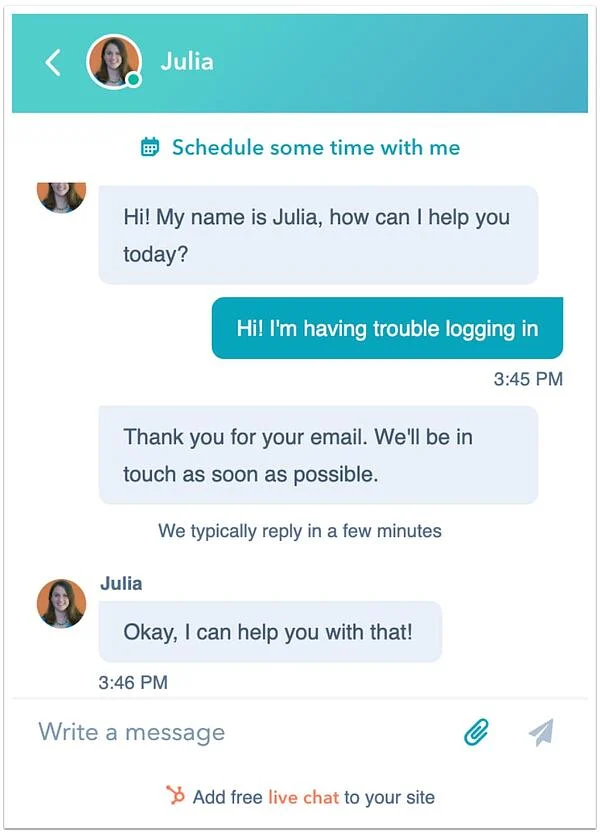 Julia
Schedule some time with me
Hi! My name is Julia, how can I help you
today?
Hi! I'm having trouble logging in
3:45 PM
Thank you for your email. We'll be in
touch as soon as possible.
We typically reply in a few minutes
Julia
Okay, I can help you with that!
3:46 PM
Write a message
Add free live chat to your site